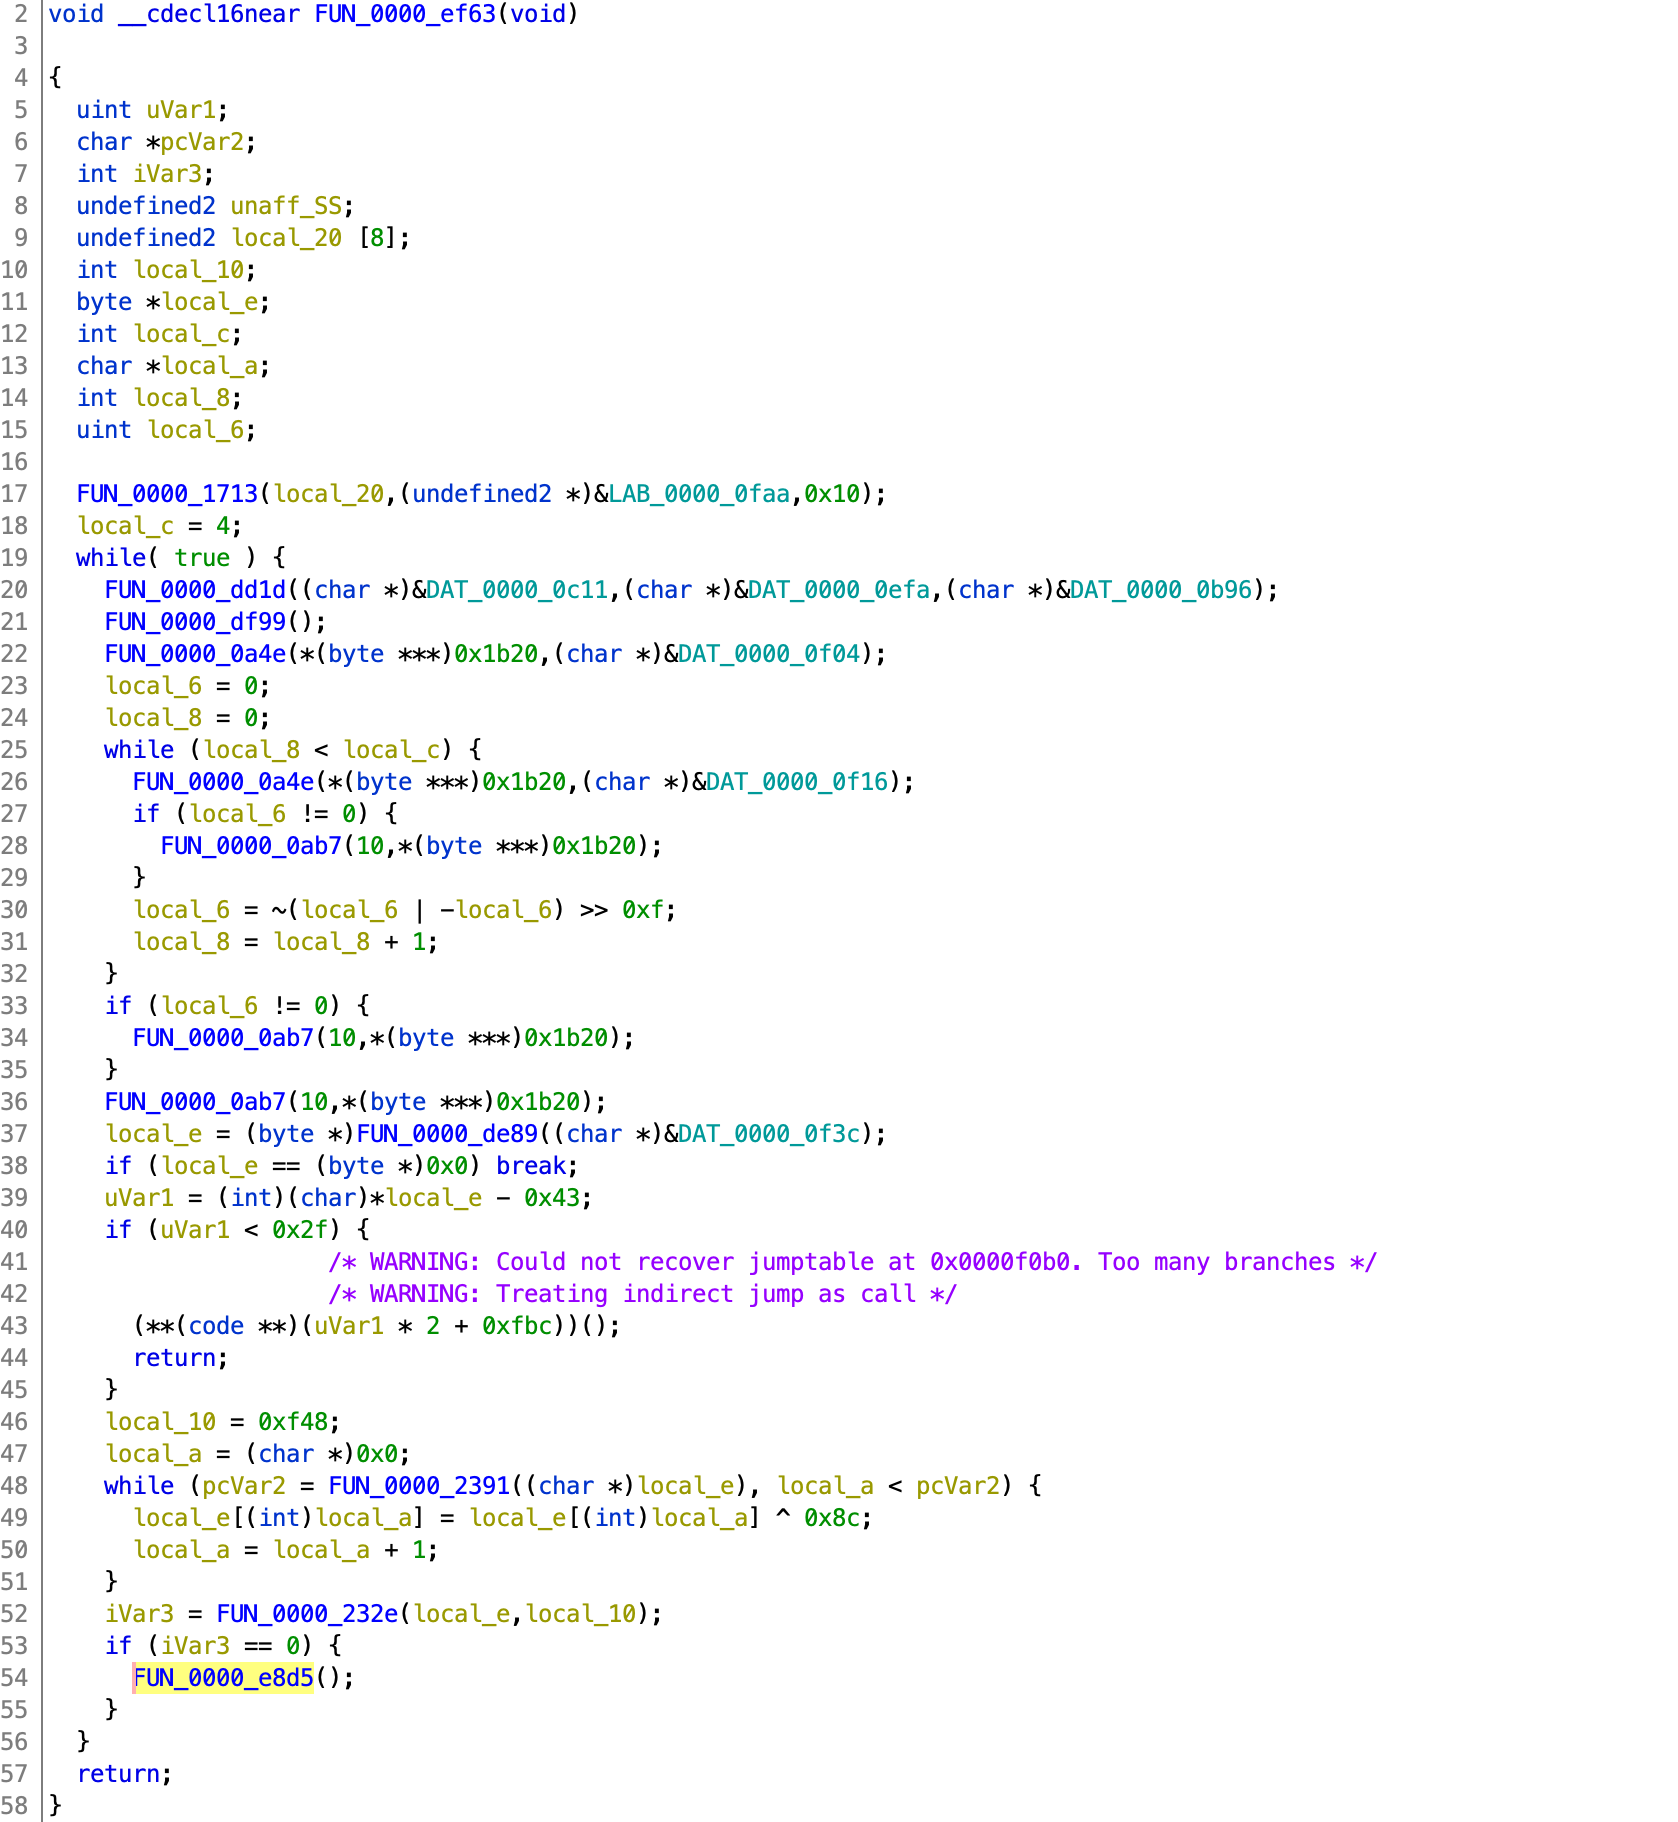 2 void __cdecl16near FUN_0000_ef63(void)
3
4 {
5   uint uVar1;
6   char *pcVar2;
7   int iVar3;
8   undefined2 unaff_SS;
9   undefined2 local_20 [8];
10   int local_10;
11   byte *local_e;
12   int local_c;
13   char *local_a;
14   int local_8;
15   uint local_6;
16
17   FUN_0000_1713(local_20,(undefined2 *)&LAB_0000_0faa,0x10);
18   local_c = 4;
19   while( true ) {
20     FUN_0000_dd1d((char *)&DAT_0000_0c11,(char *)&DAT_0000_0efa,(char *)&DAT_0000_0b96);
21     FUN_0000_df99();
22     FUN_0000_0a4e(*(byte ***)0x1b20,(char *)&DAT_0000_0f04);
23     local_6 = 0;
24     local_8 = 0;
25     while (local_8 < local_c) {
26       FUN_0000_0a4e(*(byte ***)0x1b20,(char *)&DAT_0000_0f16);
27       if (local_6 != 0) {
28         FUN_0000_0ab7(10,*(byte ***)0x1b20);
29       }
30       local_6 = ~(local_6 | -local_6) >> 0xf;
31       local_8 = local_8 + 1;
32     }
33     if (local_6 != 0) {
34       FUN_0000_0ab7(10,*(byte ***)0x1b20);
35     }
36     FUN_0000_0ab7(10,*(byte ***)0x1b20);
37     local_e = (byte *)FUN_0000_de89((char *)&DAT_0000_0f3c);
38     if (local_e == (byte *)0x0) break;
39     uVar1 = (int)(char)*local_e - 0x43;
40     if (uVar1 < 0x2f) {
41                     /* WARNING: Could not recover jumptable at 0x0000f0b0. Too many branches */
42                     /* WARNING: Treating indirect jump as call */
43       (**(code **)(uVar1 * 2 + 0xfbc))();
44       return;
45     }
46     local_10 = 0xf48;
47     local_a = (char *)0x0;
48     while (pcVar2 = FUN_0000_2391((char *)local_e), local_a < pcVar2) {
49       local_e[(int)local_a] = local_e[(int)local_a] ^ 0x8c;
50       local_a = local_a + 1;
51     }
52     iVar3 = FUN_0000_232e(local_e,local_10);
53     if (iVar3 == 0) {
54       FUN_0000_e8d5();
55     }
56   }
57   return;
58 }